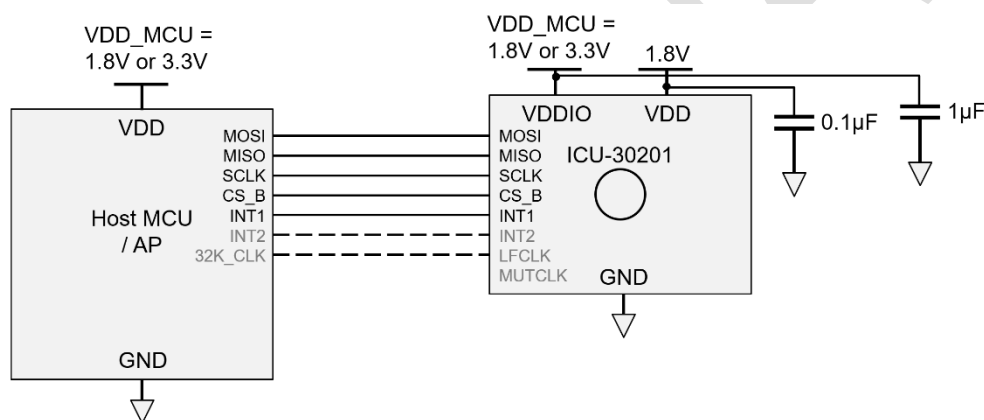 VDD_MCU =
1.8V or 3.3V
VDD
MOSI
MISO
SCLK
CS_B
INT1
INT2
32K_CLK
Host MCU
/ AP
GND
VDD_MCU =
1.8V or 3.3V
1.8V
VDDIO
VDD
MOSI
MISO
SCLK
CS_B
INT1
INT2
LFCLK
MUTCLK
ICU-30201
GND
0.1µF
1µF